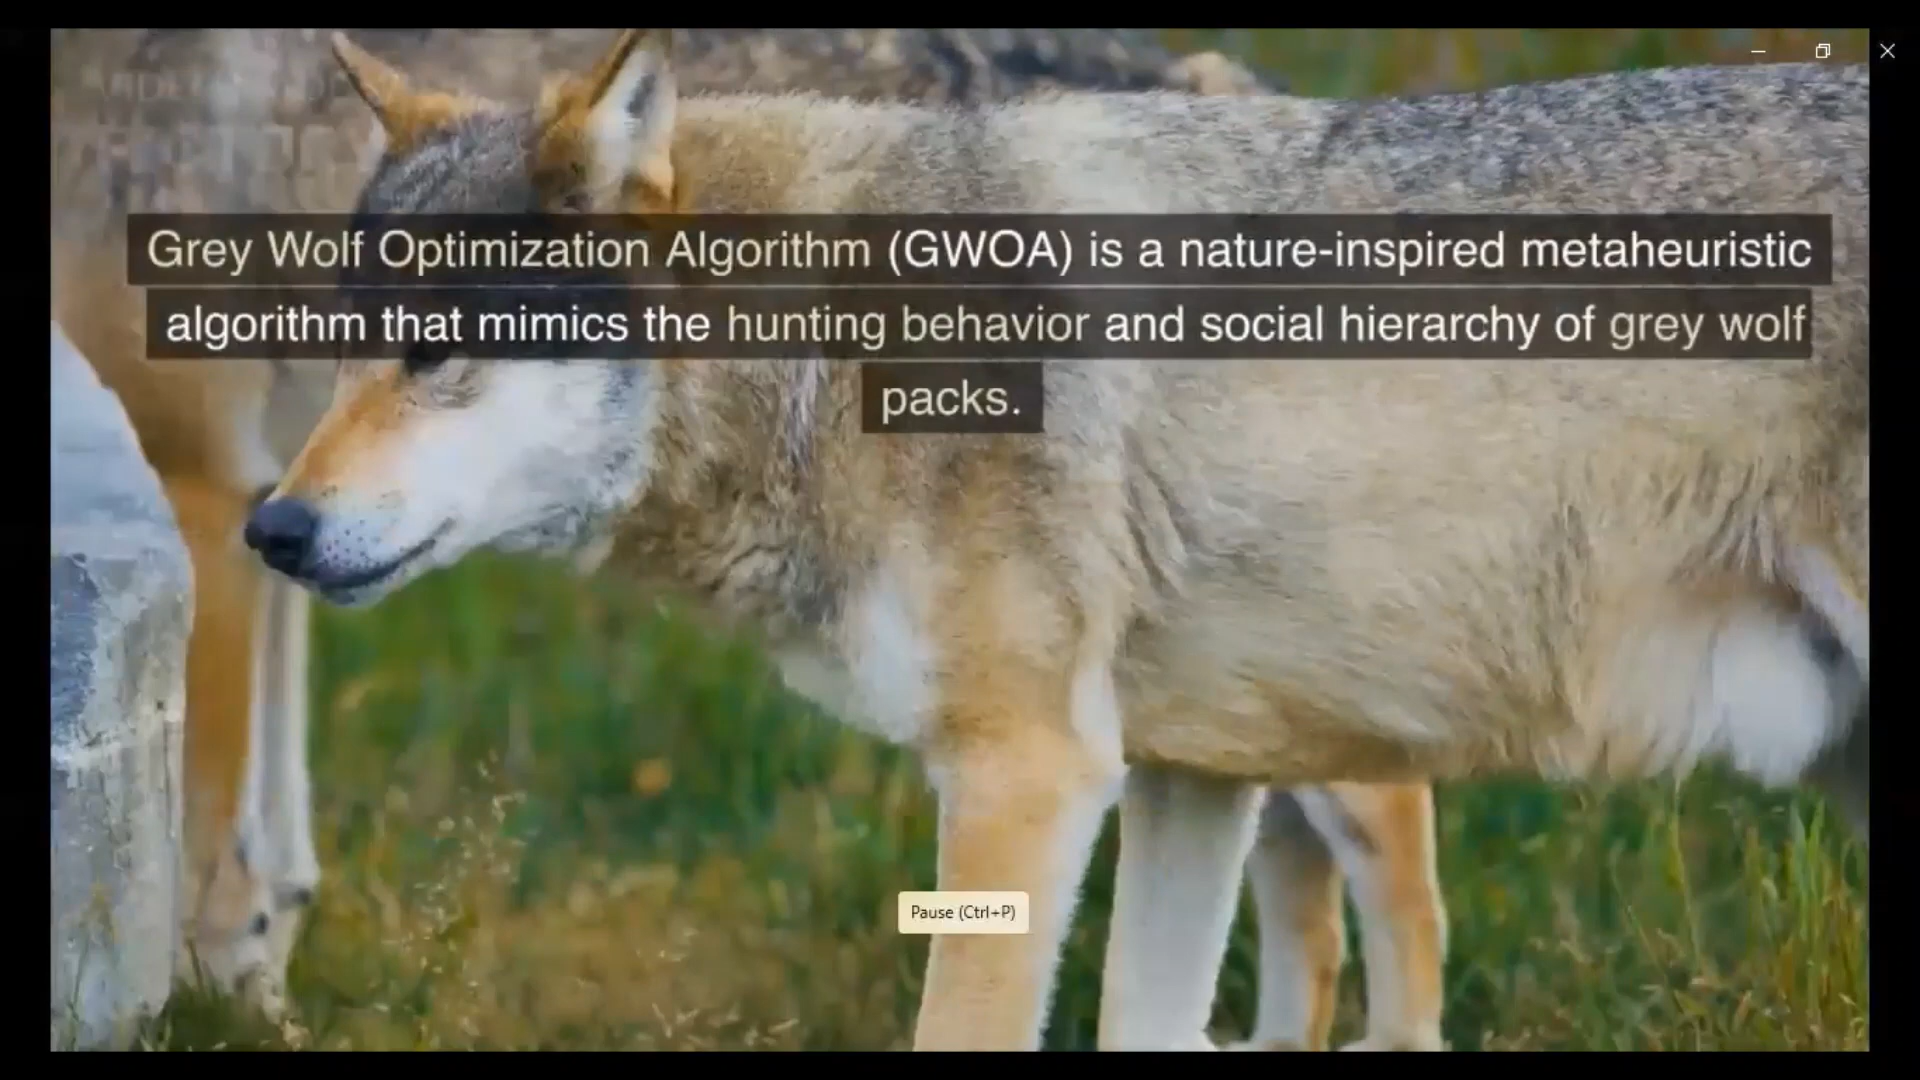 Grey Wolf Optimization Algorithm (GWOA) is a nature-inspired metaheuristic
algorithm that mimics the hunting behavior and social hierarchy of grey wolf
packs.
Pause (Ctrl+P)